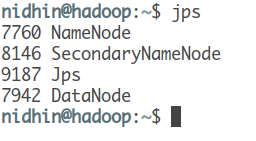 nidhin@hadoop:~$ jps
7760 NameNode
8146 SecondaryNameNode
9187 Jps
7942 DataNode
nidhin@hadoop:~$